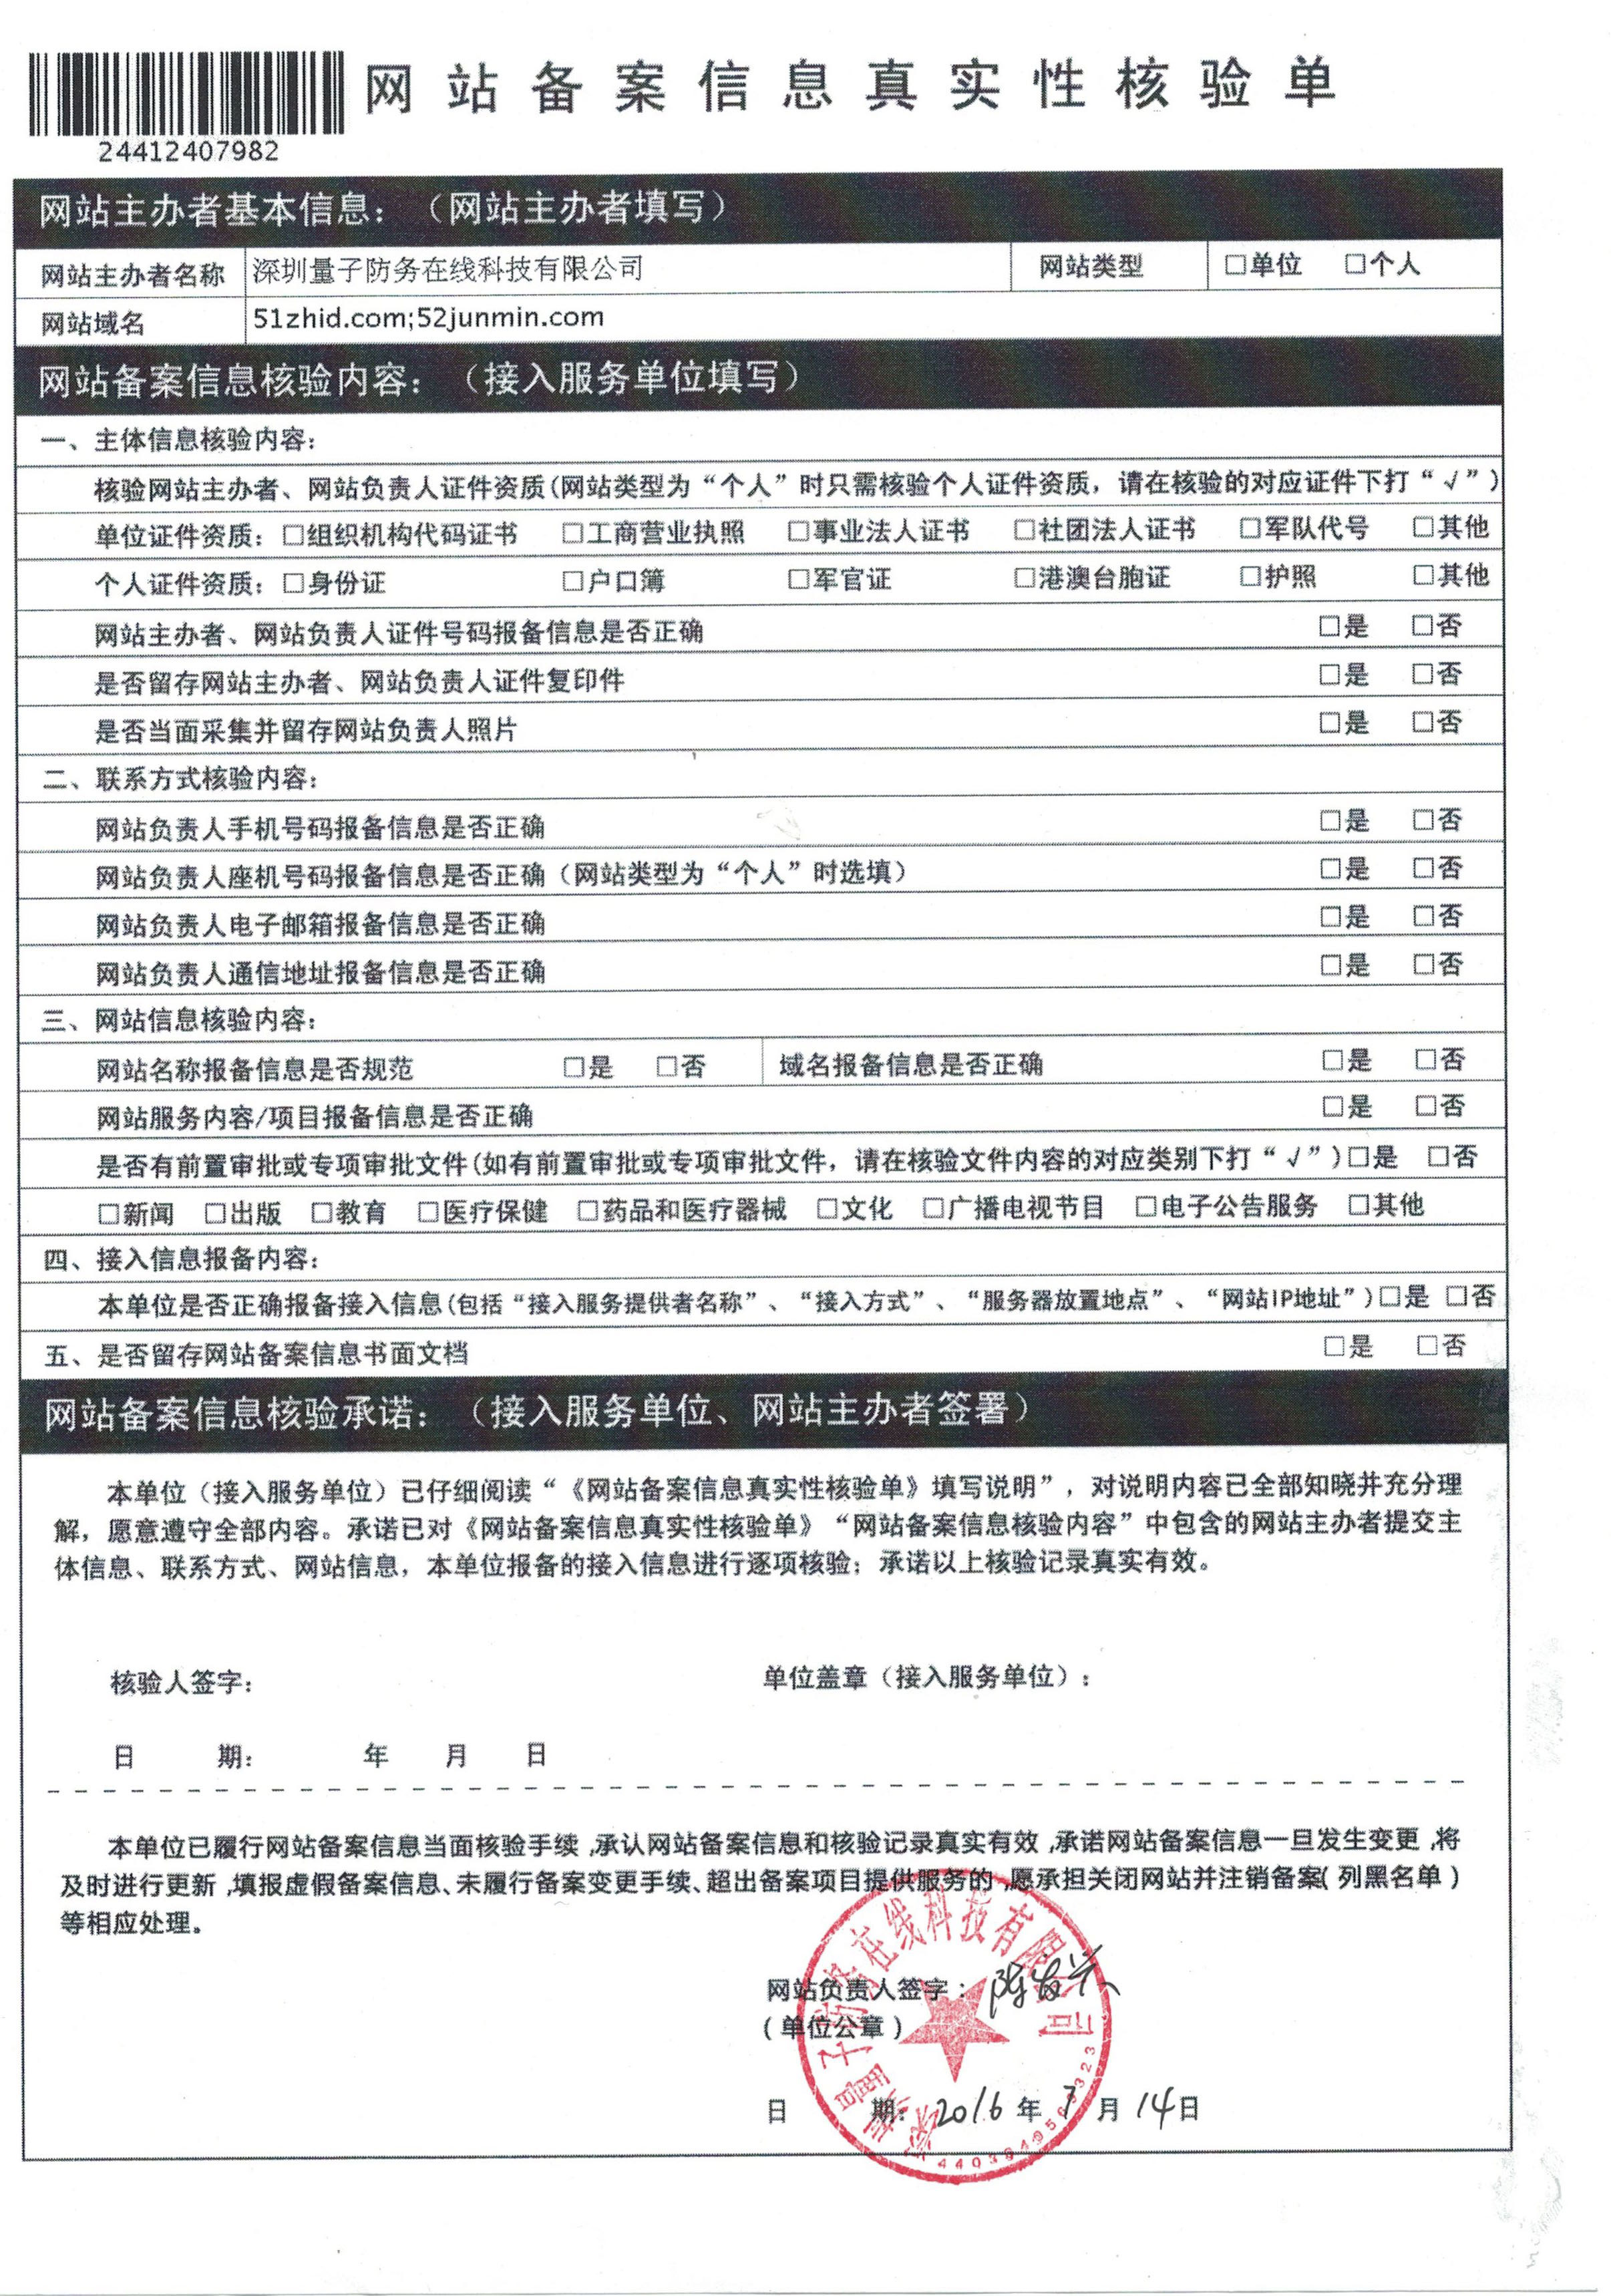 网站备案信息真实性核验单
24412407982
网站主办者基本信息：（网站主办者填写）
网站主办者名称 深圳量子防务在线科技有限公司 网站类型 □单位 □个人
网站域名 51zhid.com;52junmin.com
网站备案信息核验内容：（接入服务单位填写）
一、主体信息核验内容：
核验网站主办者、网站负责人证件资质(网站类型为“个人”时只需核验个人证件资质，请在核验的对应证件下打“√”)
单位证件资质：□组织机构代码证书 □工商营业执照 □事业法人证书 □社团法人证书 □军队代号 □其他
个人证件资质：□身份证 □户口簿 □军官证 □港澳台胞证 □护照 □其他
网站主办者、网站负责人证件号码报备信息是否正确 □是 □否
是否留存网站主办者、网站负责人证件复印件 □是 □否
是否当面采集并留存网站负责人照片 □是 □否
二、联系方式核验内容：
网站负责人手机号码报备信息是否正确 □是 □否
网站负责人座机号码报备信息是否正确（网站类型为“个人”时选填） □是 □否
网站负责人电子邮箱报备信息是否正确 □是 □否
网站负责人通信地址报备信息是否正确 □是 □否
三、网站信息核验内容：
网站名称报备信息是否规范 □是 □否 域名报备信息是否正确 □是 □否
网站服务内容/项目报备信息是否正确 □是 □否
是否有前置审批或专项审批文件(如有前置审批或专项审批文件，请在核验文件内容的对应类别下打“√”)□是 □否
□新闻 □出版 □教育 □医疗保健 □药品和医疗器械 □文化 □广播电视节目 □电子公告服务 □其他
四、接入信息报备内容：
本单位是否正确报备接入信息(包括“接入服务提供者名称”、“接入方式”、“服务器放置地点”、“网站IP地址”)□是 □否
五、是否留存网站备案信息书面文档 □是 □否
网站备案信息核验承诺：（接入服务单位、网站主办者签署）
本单位（接入服务单位）已仔细阅读“《网站备案信息真实性核验单》填写说明”，对说明内容已全部知晓并充分理
解，愿意遵守全部内容。承诺已对《网站备案信息真实性核验单》“网站备案信息核验内容”中包含的网站主办者提交主
体信息、联系方式、网站信息，本单位报备的接入信息进行逐项核验；承诺以上核验记录真实有效。
核验人签字： 单位盖章（接入服务单位）：
日 期： 年 月 日
本单位已履行网站备案信息当面核验手续,承认网站备案信息和核验记录真实有效,承诺网站备案信息一旦发生变更,将
及时进行更新,填报虚假备案信息、未履行备案变更手续、超出备案项目提供服务的,愿承担关闭网站并注销备案(列黑名单)
等相应处理。
深圳量子防务在线科技有限公司
网站负责人签字：
(单位公章)
日 期：2016年7月14日